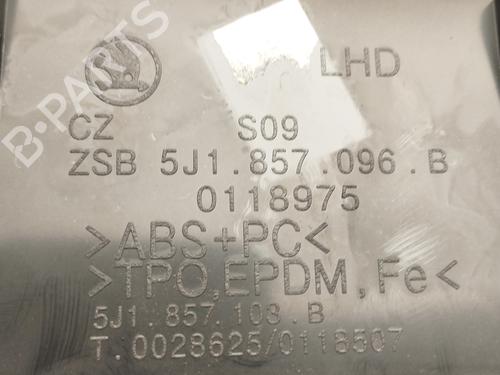 LHD
CZ S09
ZSB 5J1.857.096.B
0118975
>ABS+PC<
>TPO,EPDM,Fe<
5J1.857.103.B
T.0028625/0118507
B-PARTS